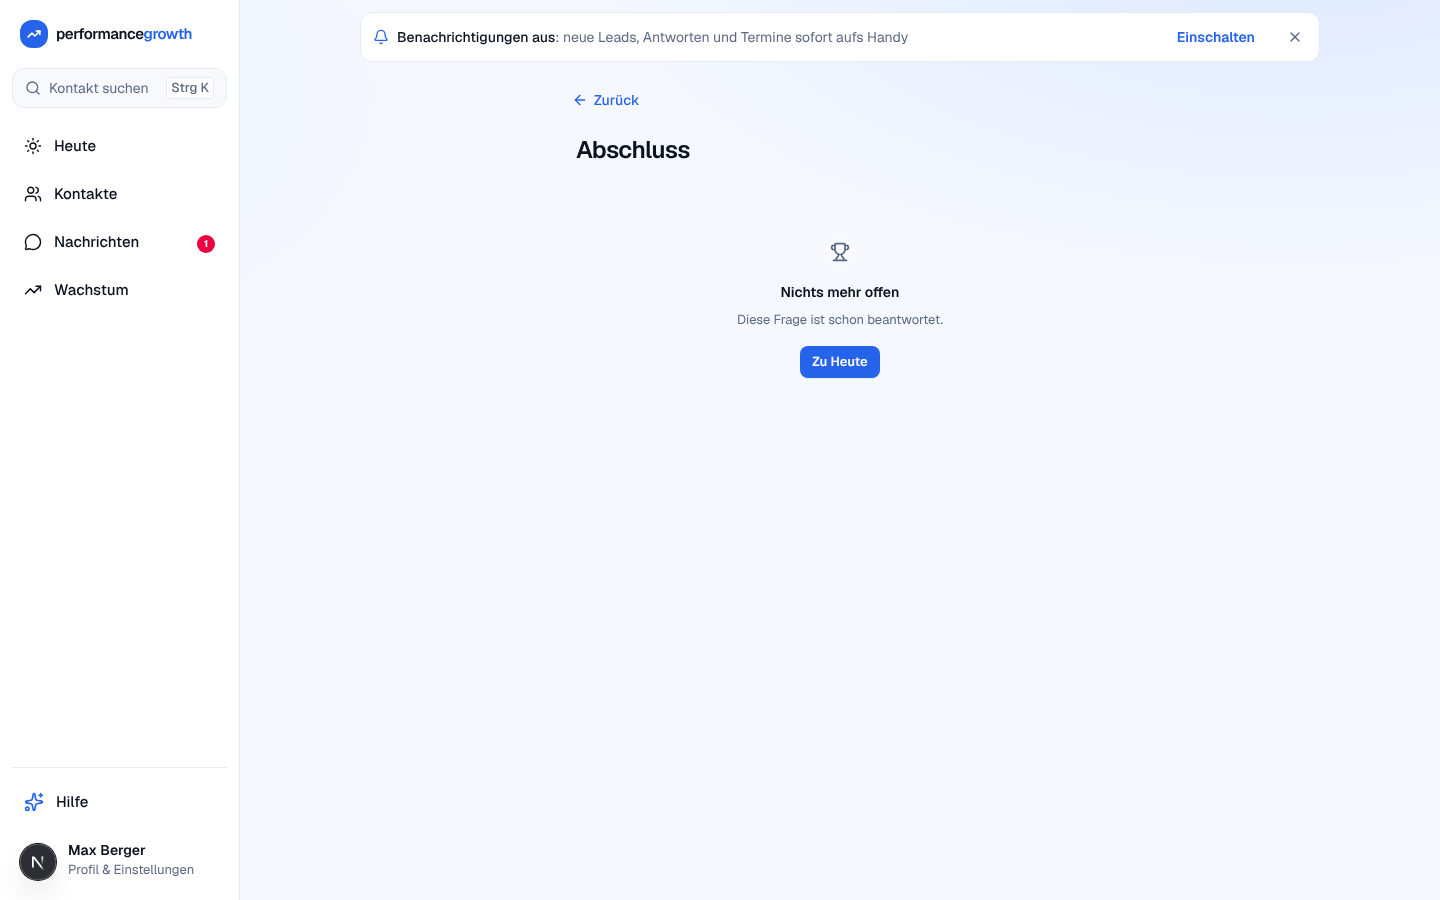 performancegrowth
Kontakt suchen Strg K
Heute
Kontakte
Nachrichten 1
Wachstum
Hilfe
Max Berger
Profil & Einstellungen
Benachrichtigungen aus: neue Leads, Antworten und Termine sofort aufs Handy Einschalten
Zurück
Abschluss
Nichts mehr offen
Diese Frage ist schon beantwortet.
Zu Heute